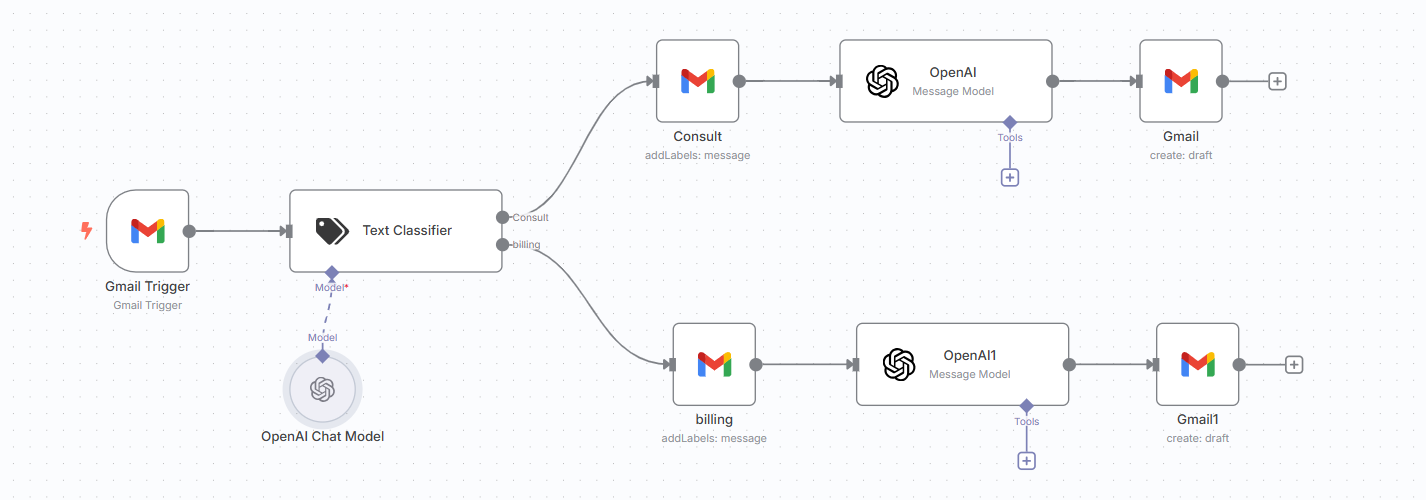 Consult
addLabels: message
OpenAI
Message Model
Tools
Gmail
create: draft
Gmail Trigger
Gmail Trigger
Text Classifier
Consult
billing
Model*
Model
OpenAI Chat Model
billing
addLabels: message
OpenAI1
Message Model
Tools
Gmail1
create: draft